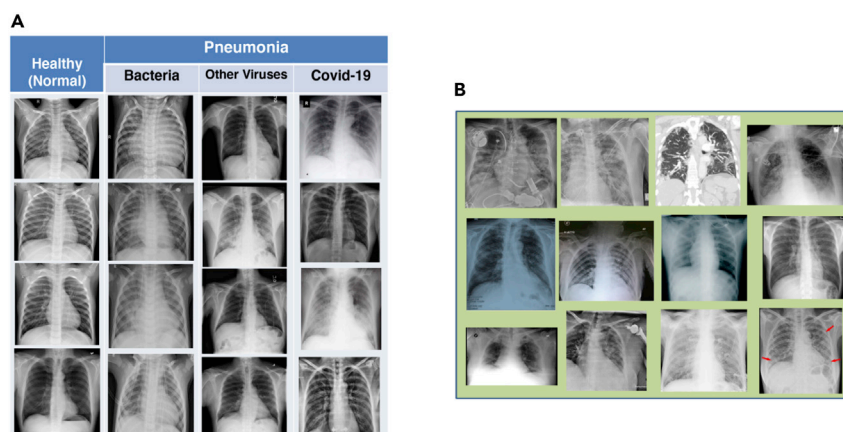 A
Pneumonia
Healthy
(Normal)
Bacteria
Other Viruses
Covid-19
B